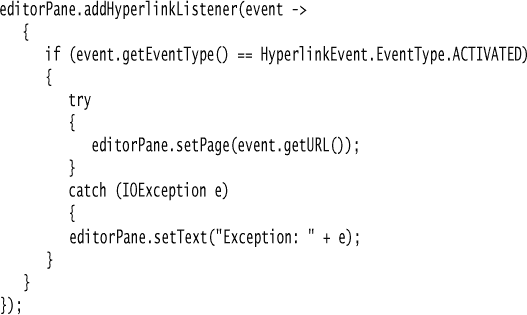 editorPane.addHyperlinkListener(event ->
   {
      if (event.getEventType() == HyperlinkEvent.EventType.ACTIVATED)
      {
         try
         {
            editorPane.setPage(event.getURL());
         }
         catch (IOException e)
         {
         editorPane.setText("Exception: " + e);
      }
   }
});